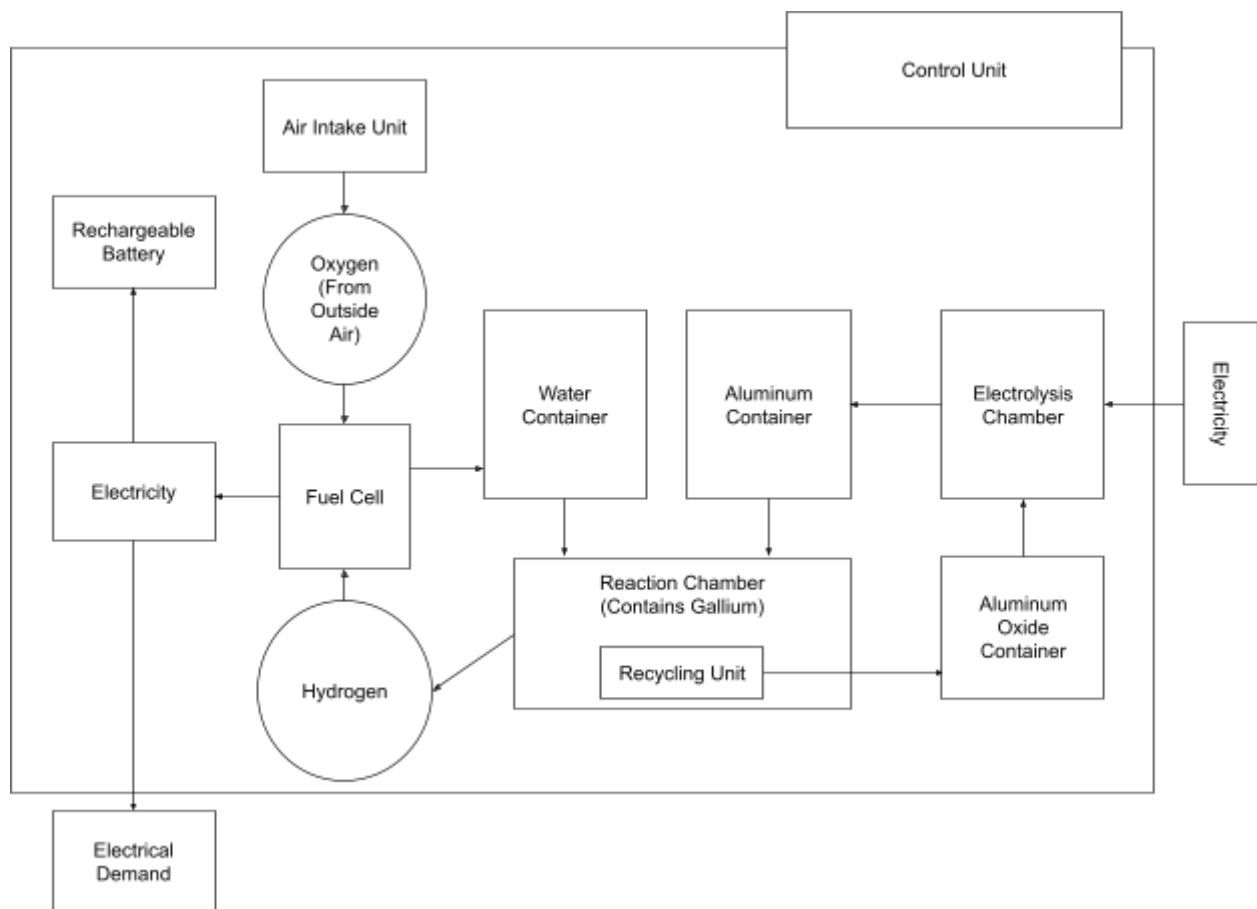 Control Unit
Air Intake Unit
Rechargeable
Battery
Oxygen
(From
Outside
Air)
Water
Container
Aluminum
Container
Electrolysis
Chamber
Electricity
Electricity
Fuel Cell
Reaction Chamber
(Contains Gallium)
Recycling Unit
Aluminum
Oxide
Container
Hydrogen
Electrical
Demand